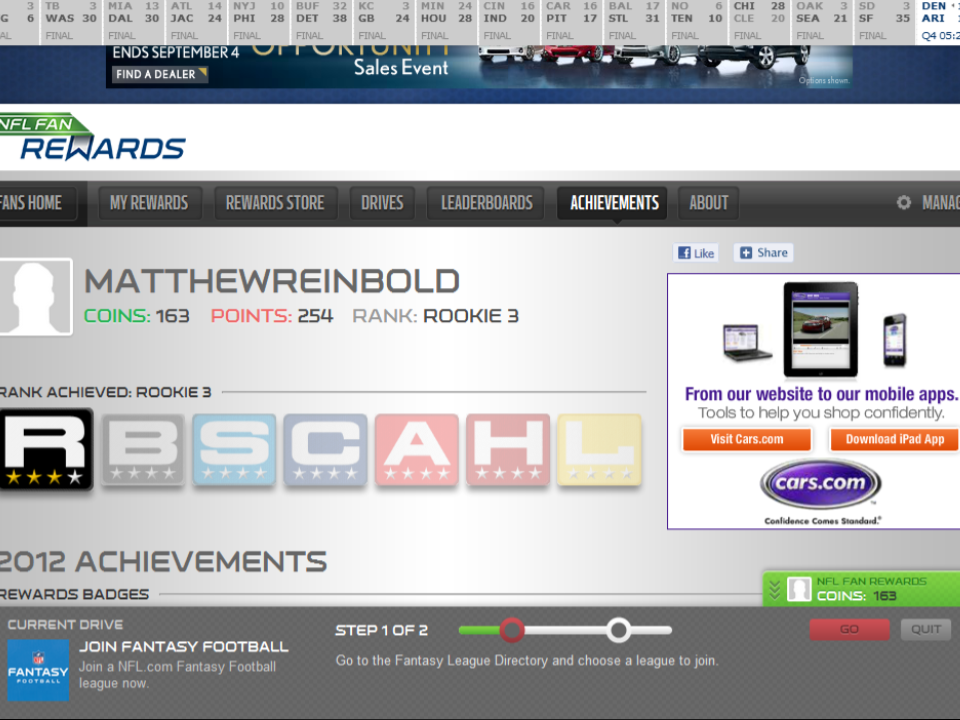 3 TB 3 MIA 13 ATL 14 NYJ 10 BUF 32 KC 3 MIN 24 CIN 16 CAR 16 BAL 17 NO 6 CHI 28 OAK 3 SD 3 DEN
G 6 WAS 30 DAL 30 JAC 24 PHI 28 DET 38 GB 24 HOU 28 IND 20 PIT 17 STL 31 TEN 10 CLE 20 SEA 21 SF 35 ARI
AL FINAL FINAL FINAL FINAL FINAL FINAL FINAL FINAL FINAL FINAL FINAL FINAL FINAL FINAL Q4 05:2
ENDS SEPTEMBER 4 OPPORTUNITY
Sales Event
FIND A DEALER
Options shown.
NFL FAN
REWARDS
FANS HOME MY REWARDS REWARDS STORE DRIVES LEADERBOARDS ACHIEVEMENTS ABOUT MANAG
Like Share
MATTHEWREINBOLD
COINS: 163 POINTS: 254 RANK: ROOKIE 3
From our website to our mobile apps.
Tools to help you shop confidently.
Visit Cars.com Download iPad App
cars.com
Confidence Comes Standard.®
RANK ACHIEVED: ROOKIE 3
R B S C A H L
2012 ACHIEVEMENTS
REWARDS BADGES
NFL FAN REWARDS
COINS: 163
CURRENT DRIVE
FANTASY
FOOTBALL
JOIN FANTASY FOOTBALL
Join a NFL.com Fantasy Football
league now.
STEP 1 OF 2
Go to the Fantasy League Directory and choose a league to join.
GO QUIT